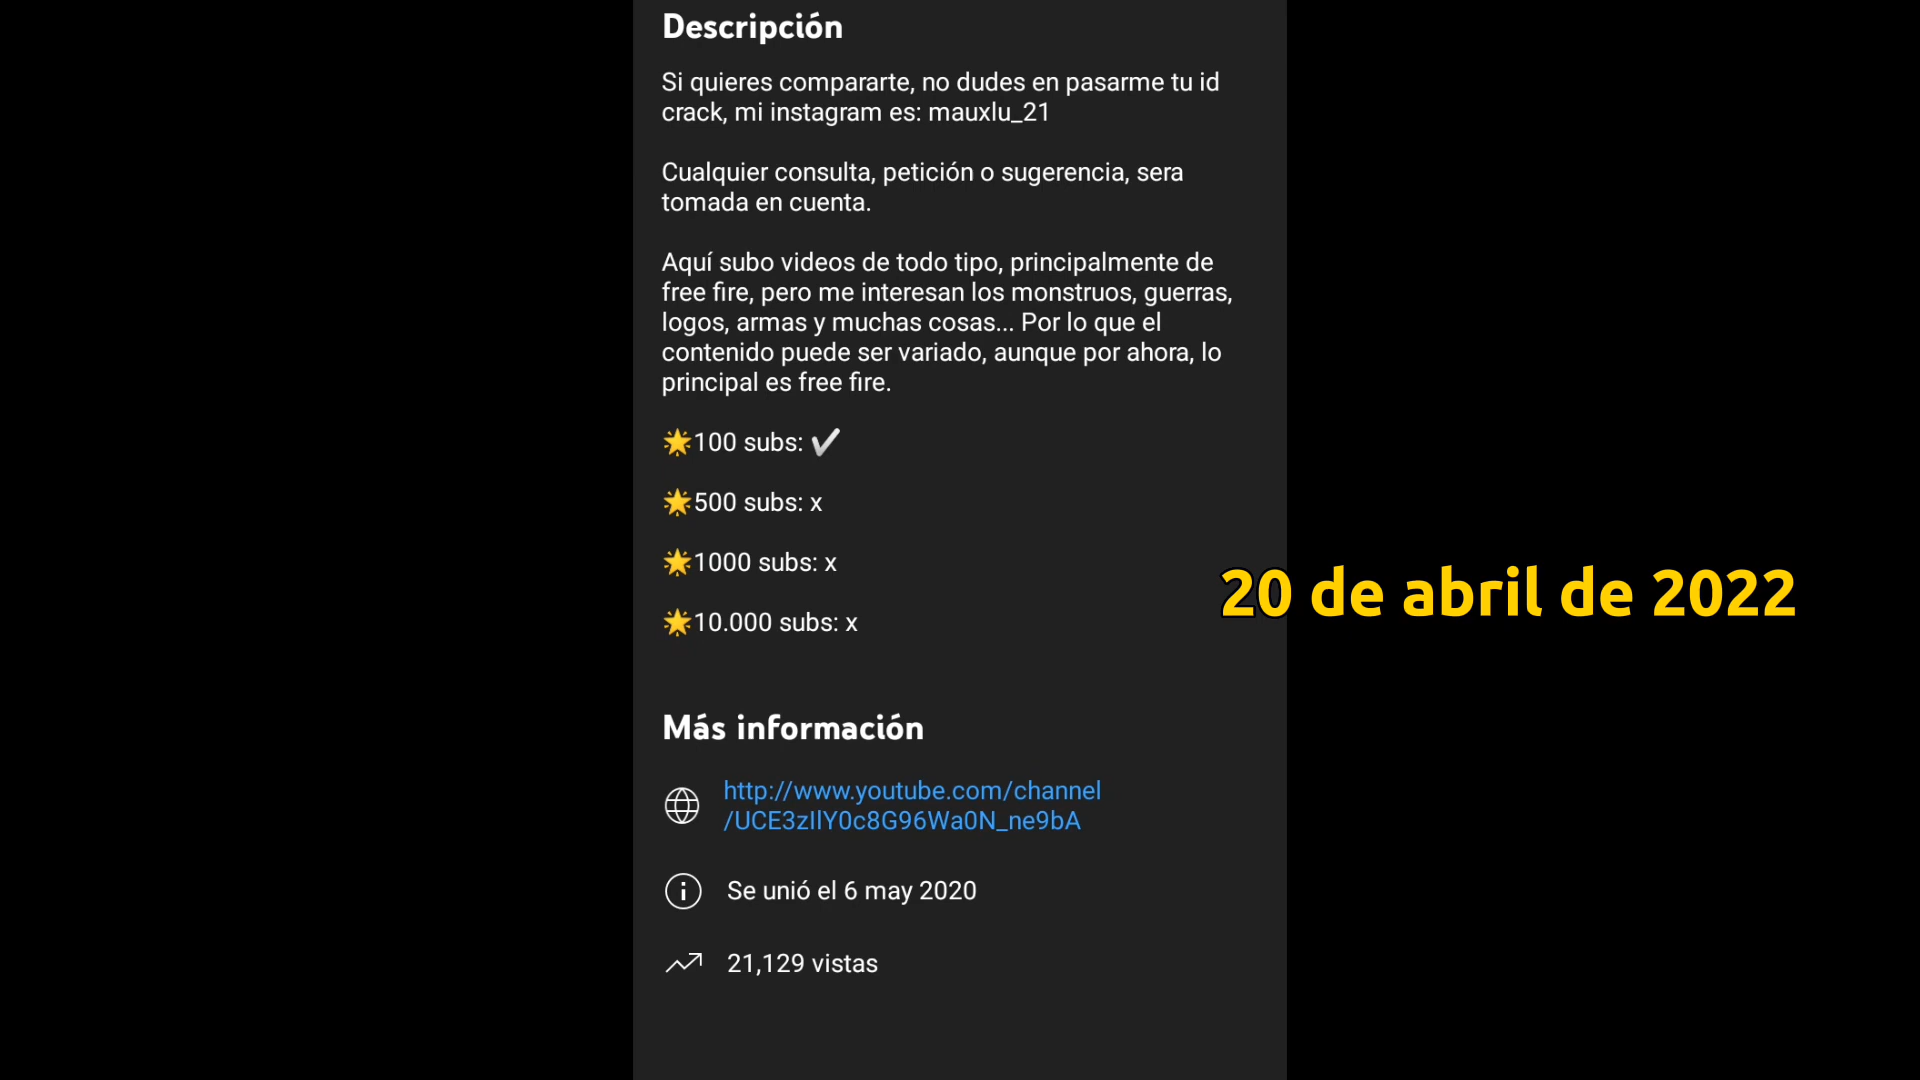 Descripción
Si quieres compararte, no dudes en pasarme tu id
crack, mi instagram es: mauxlu_21
Cualquier consulta, petición o sugerencia, sera
tomada en cuenta.
Aquí subo videos de todo tipo, principalmente de
free fire, pero me interesan los monstruos, guerras,
logos, armas y muchas cosas... Por lo que el
contenido puede ser variado, aunque por ahora, lo
principal es free fire.
🌟100 subs: ✔️
🌟500 subs: x
🌟1000 subs: x
🌟10.000 subs: x
20 de abril de 2022
Más información
http://www.youtube.com/channel
/UCE3zIlY0c8G96Wa0N_ne9bA
Se unió el 6 may 2020
21,129 vistas